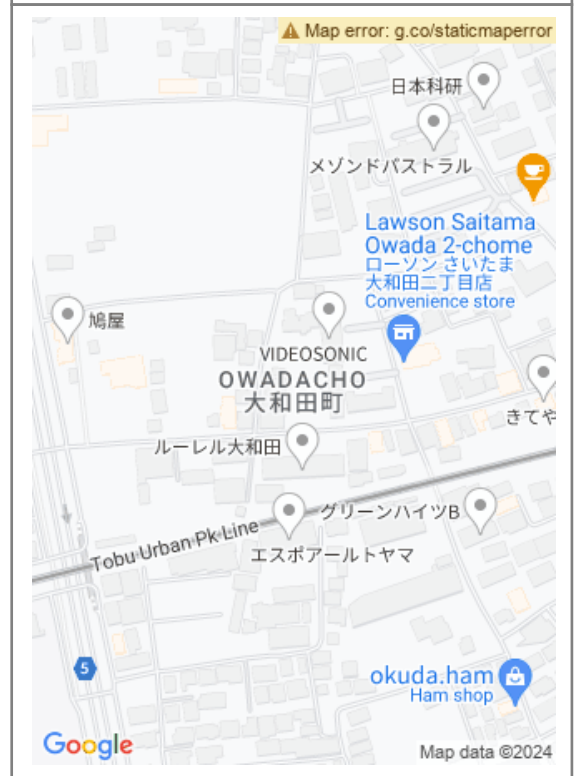 Map error: g.co/staticmaperror
日本科研
メゾンドパストラル
Lawson Saitama
Owada 2-chome
ローソン さいたま
大和田二丁目店
Convenience store
鳩屋
VIDEOSONIC
OWADACHO
大和田町
きてや
ルーレル大和田
グリーンハイツB
Tobu Urban Pk Line
エスポアールトヤマ
5
okuda.ham
Ham shop
Google
Map data ©2024